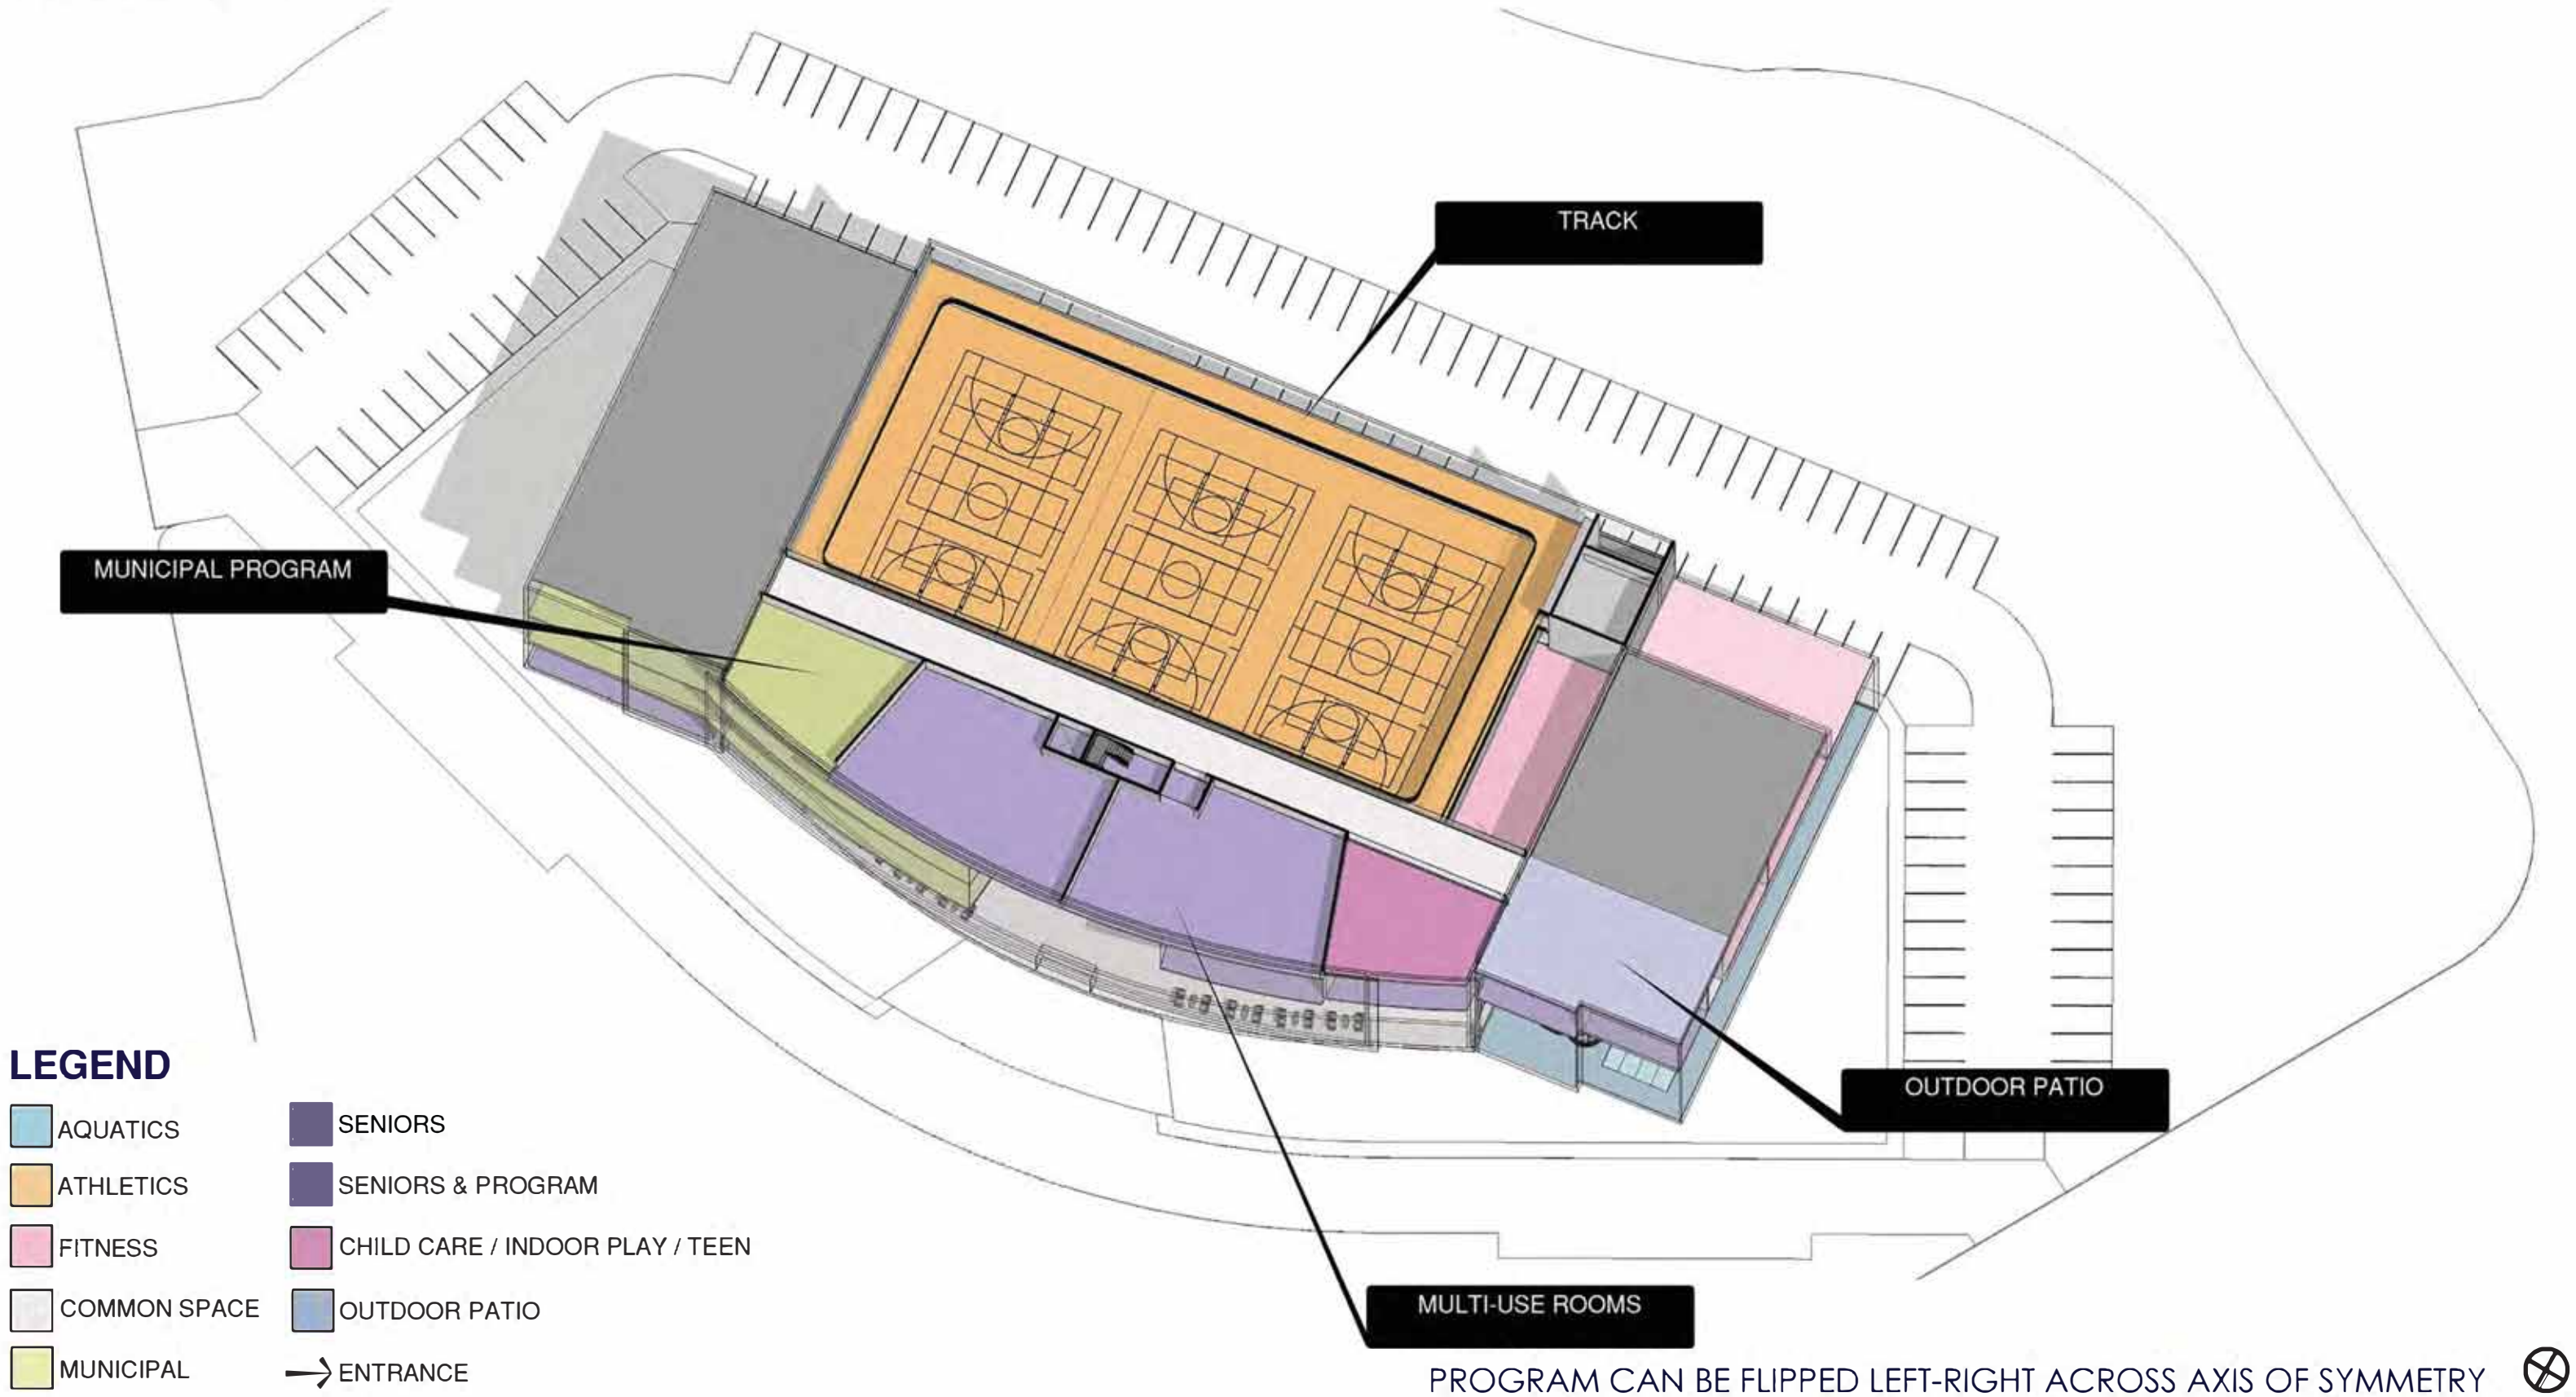 TRACK
MUNICIPAL PROGRAM
OUTDOOR PATIO
MULTI-USE ROOMS
LEGEND
AQUATICS
ATHLETICS
FITNESS
COMMON SPACE
MUNICIPAL
SENIORS
SENIORS & PROGRAM
CHILD CARE / INDOOR PLAY / TEEN
OUTDOOR PATIO
ENTRANCE
PROGRAM CAN BE FLIPPED LEFT-RIGHT ACROSS AXIS OF SYMMETRY